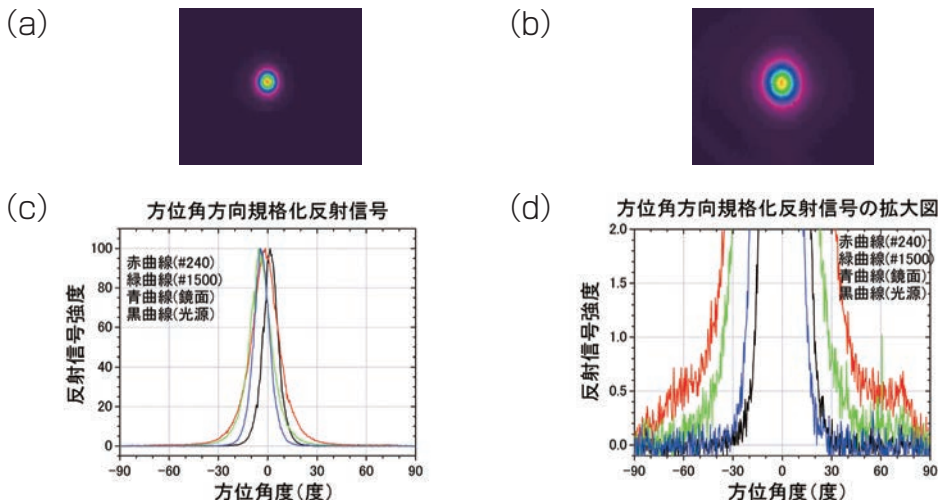 (a)
(b)
(c)
方位角方向規格化反射信号
反射信号強度
100
80
60
40
20
0
赤曲線(#240)
緑曲線(#1500)
青曲線(鏡面)
黒曲線(光源)
-90 -60 -30 0 30 60 90
方位角度(度)
(d)
方位角方向規格化反射信号の拡大図
反射信号強度
2.0
1.5
1.0
0.5
0.0
赤曲線(#240)
緑曲線(#1500)
青曲線(鏡面)
黒曲線(光源)
-90 -60 -30 0 30 60 90
方位角度(度)